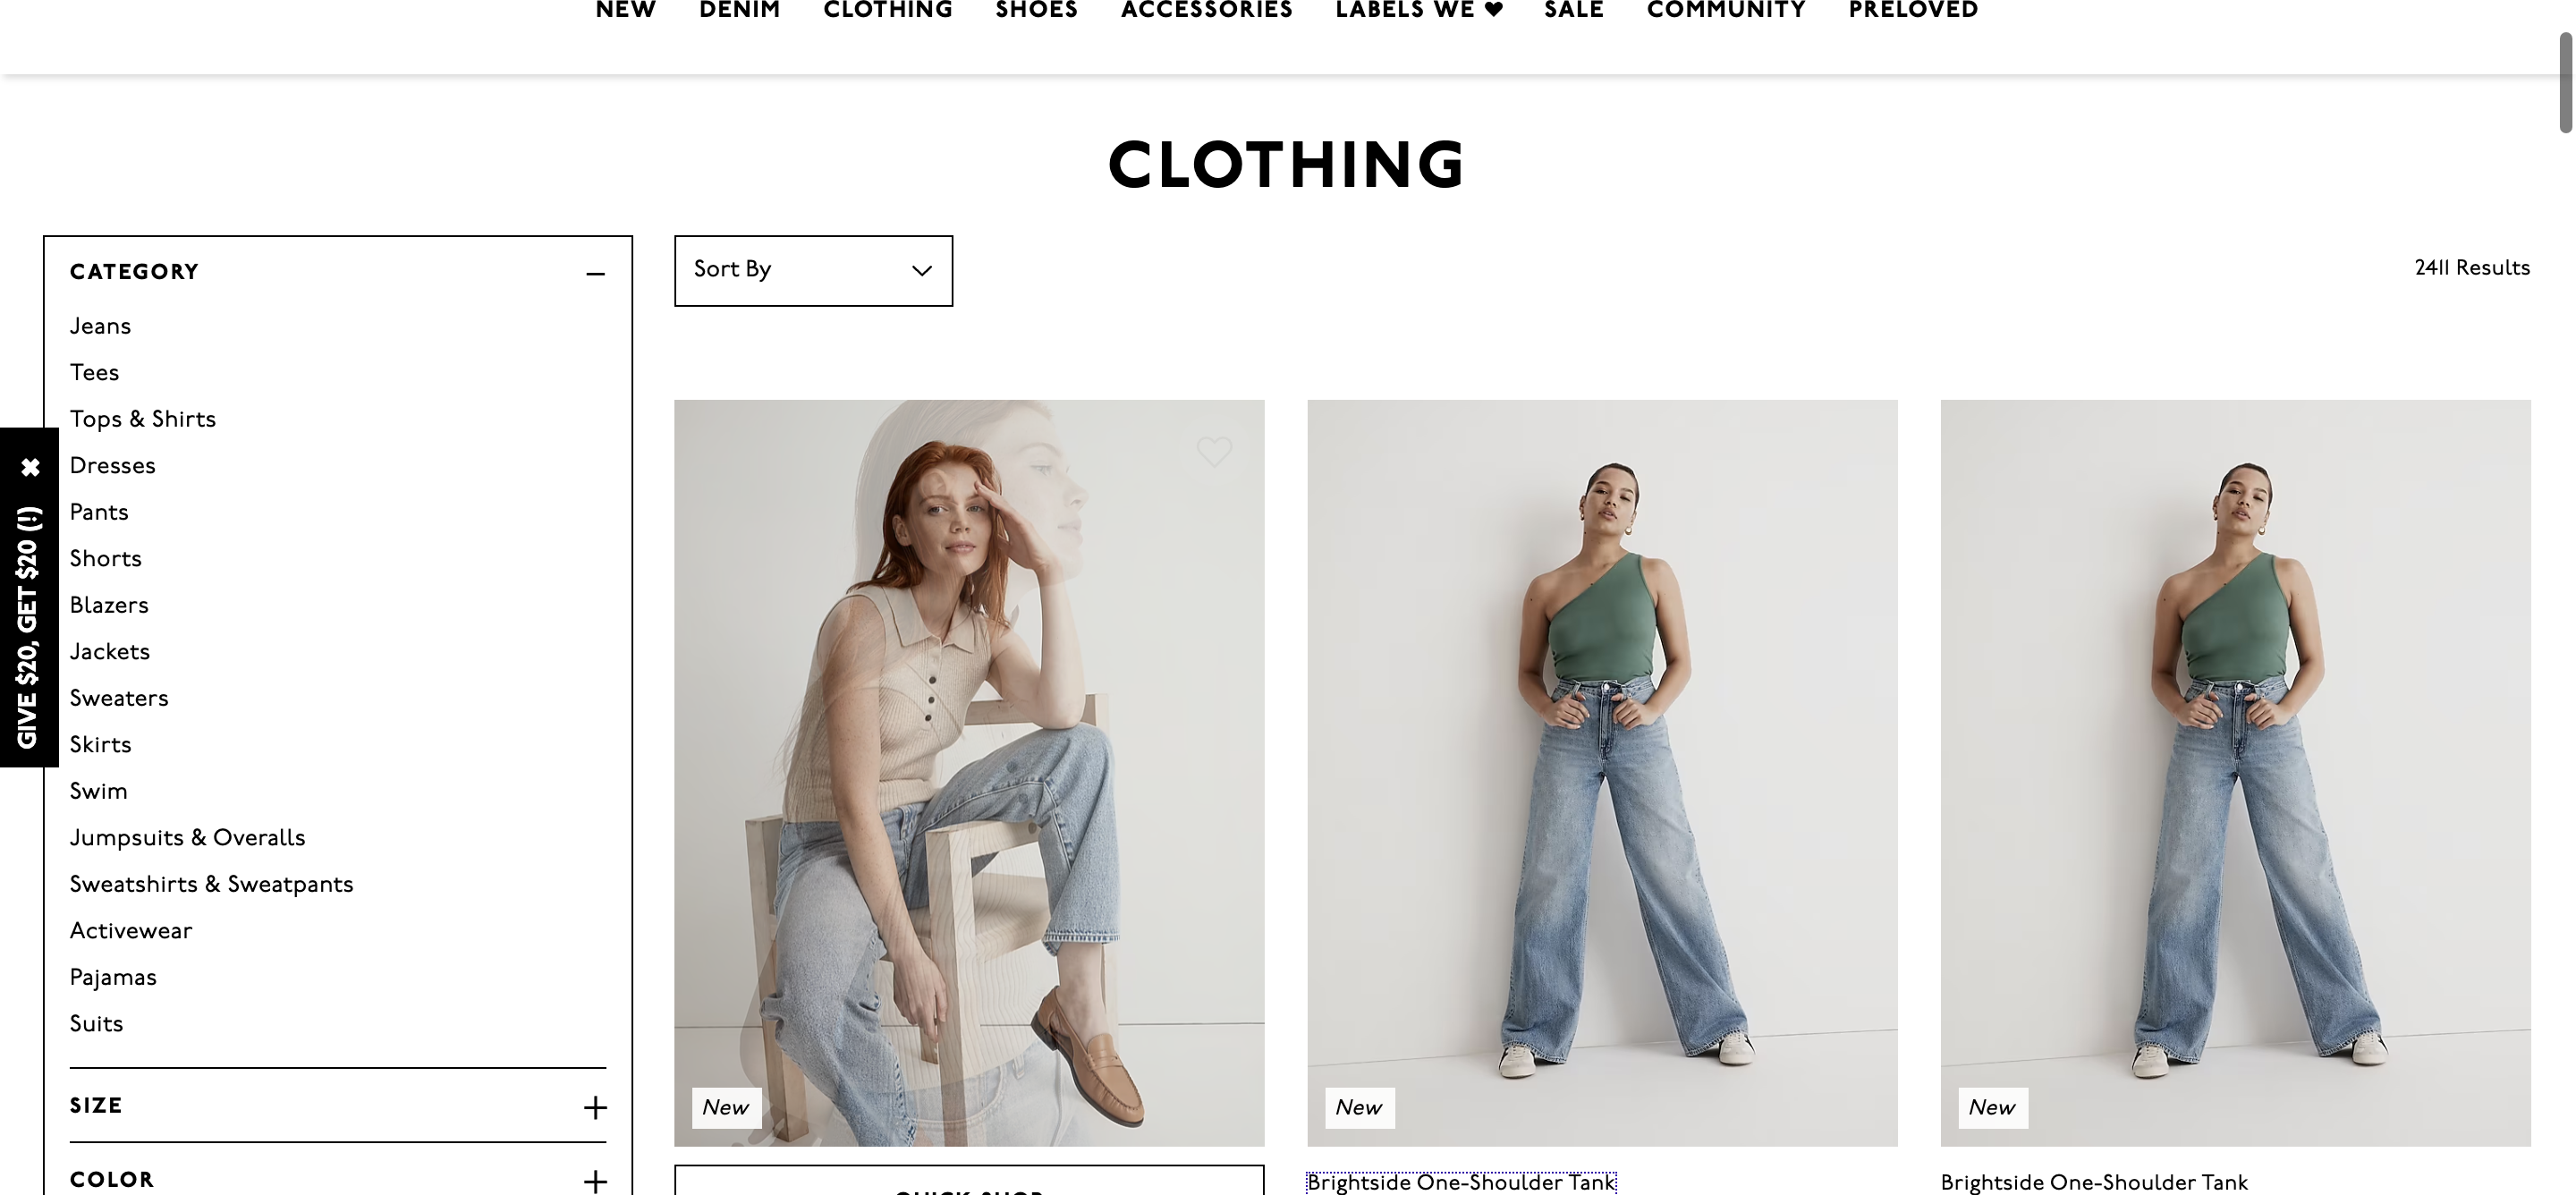 NEW DENIM CLOTHING SHOES ACCESSORIES LABELS WE ♥ SALE COMMUNITY PRELOVED
CLOTHING
CATEGORY
Jeans
Tees
Tops & Shirts
Dresses
Pants
Shorts
Blazers
Jackets
Sweaters
Skirts
Swim
Jumpsuits & Overalls
Sweatshirts & Sweatpants
Activewear
Pajamas
Suits
SIZE
COLOR
GIVE $20, GET $20 (!)
Sort By
2411 Results
New
New
New
QUICK SHOP
Brightside One-Shoulder Tank
Brightside One-Shoulder Tank